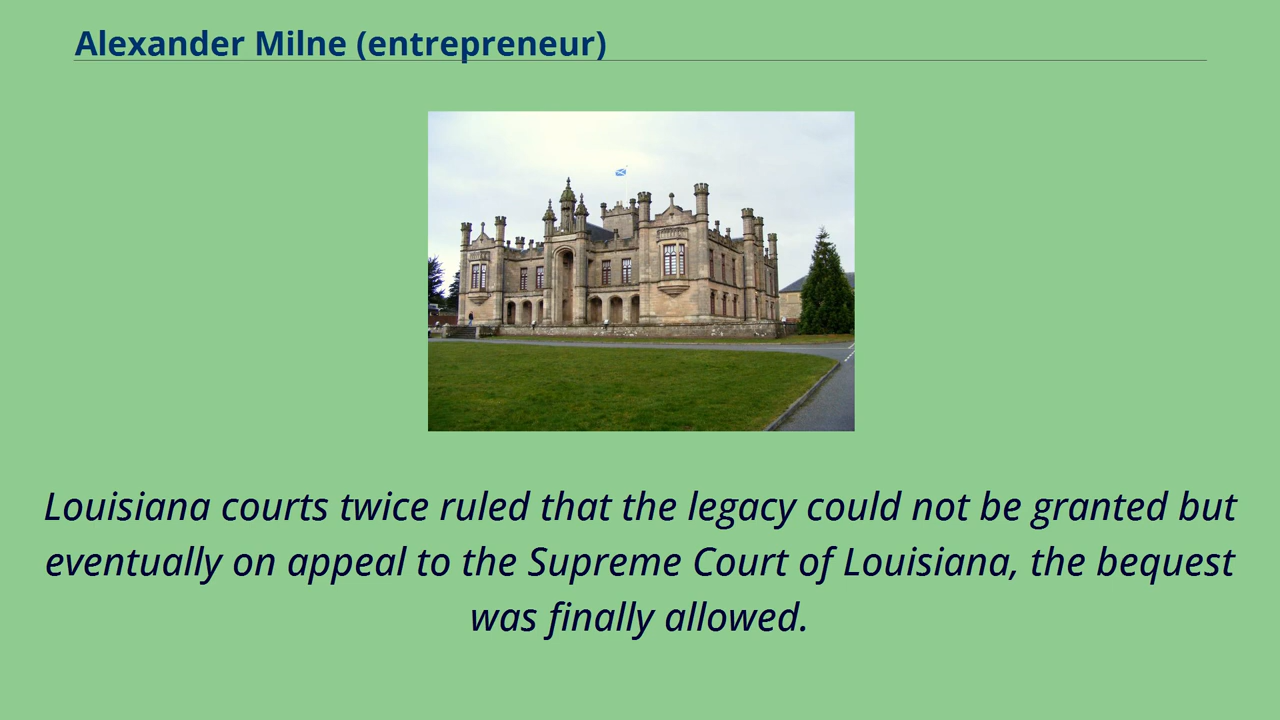 Alexander Milne (entrepreneur)
Louisiana courts twice ruled that the legacy could not be granted but
eventually on appeal to the Supreme Court of Louisiana, the bequest
was finally allowed.